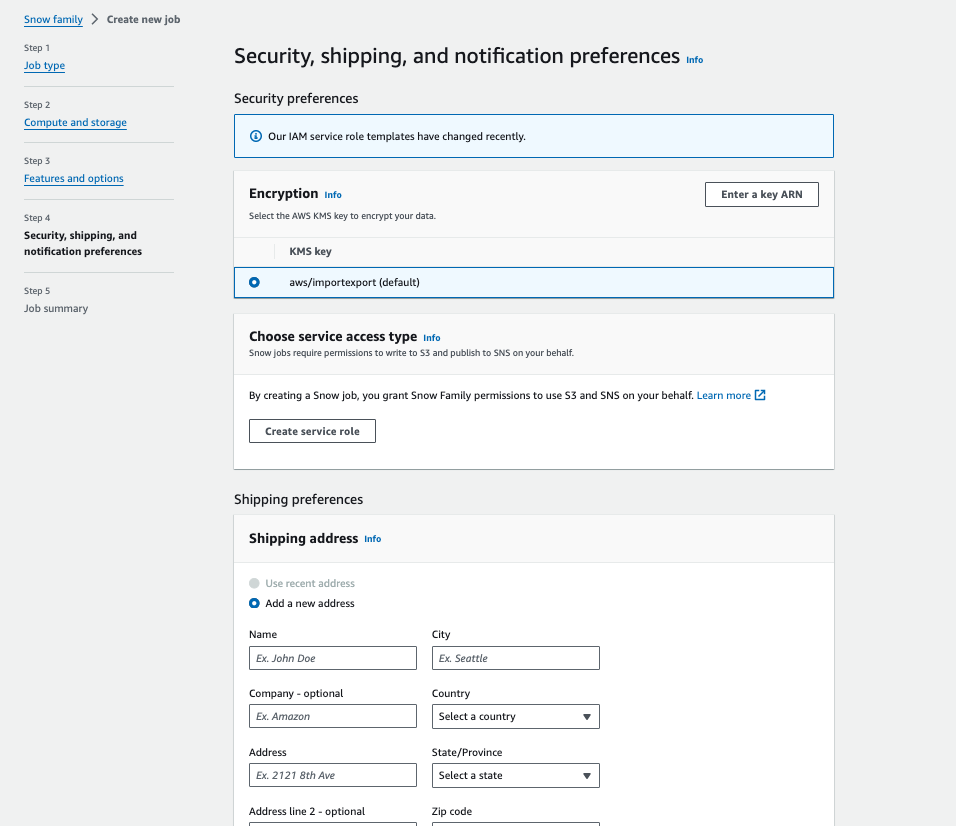 Snow family > Create new job
Step 1
Job type
Step 2
Compute and storage
Step 3
Features and options
Step 4
Security, shipping, and
notification preferences
Step 5
Job summary
Security, shipping, and notification preferences Info
Security preferences
Our IAM service role templates have changed recently.
Encryption Info
Enter a key ARN
Select the AWS KMS key to encrypt your data.
KMS key
aws/importexport (default)
Choose service access type Info
Snow jobs require permissions to write to S3 and publish to SNS on your behalf.
By creating a Snow job, you grant Snow Family permissions to use S3 and SNS on your behalf. Learn more
Create service role
Shipping preferences
Shipping address Info
Use recent address
Add a new address
Name
Ex. John Doe
City
Ex. Seattle
Company - optional
Ex. Amazon
Country
Select a country
Address
Ex. 2121 8th Ave
State/Province
Select a state
Address line 2 - optional
Zip code